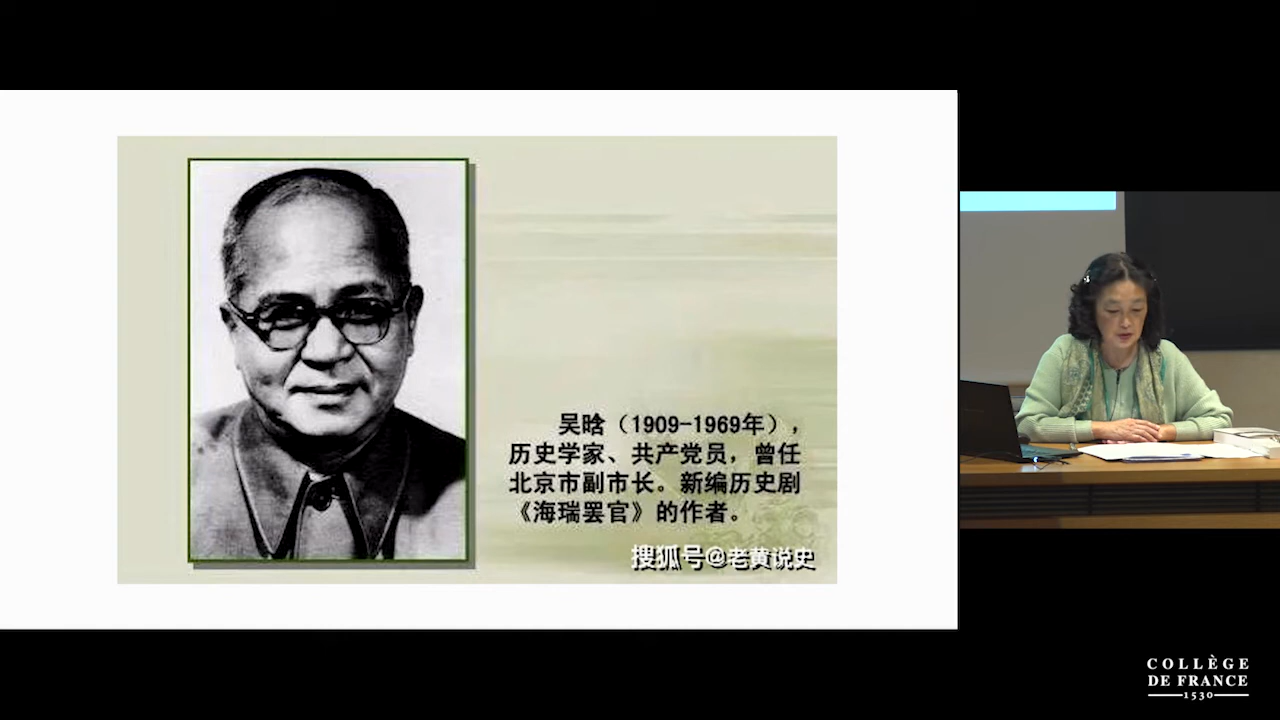 吴晗（1909-1969年），
历史学家、共产党员，曾任
北京市副市长。新编历史剧
《海瑞罢官》的作者。
搜狐号@老黄说史
COLLÈGE
DE FRANCE
1530